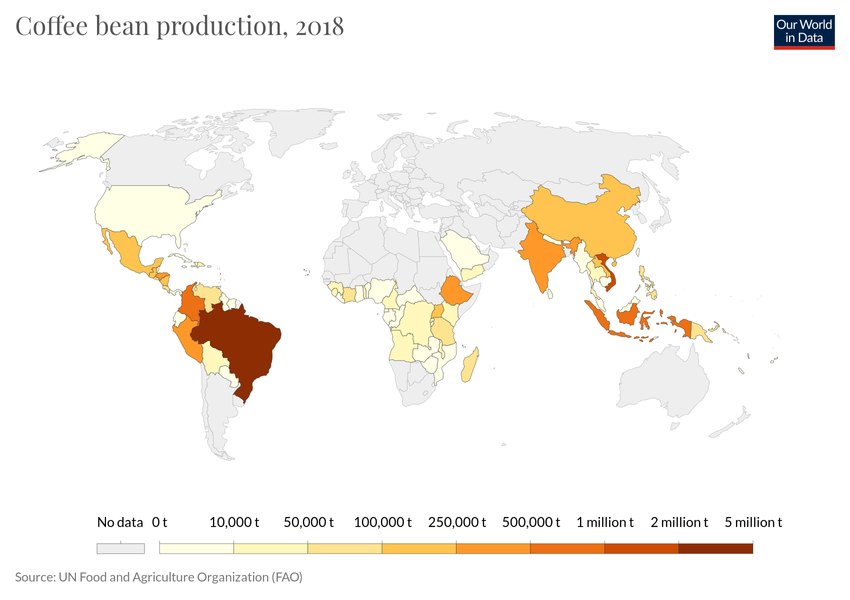 Coffee bean production, 2018
Our World
in Data
No data 0 t 10,000 t 50,000 t 100,000 t 250,000 t 500,000 t 1 million t 2 million t 5 million t
Source: UN Food and Agriculture Organization (FAO)